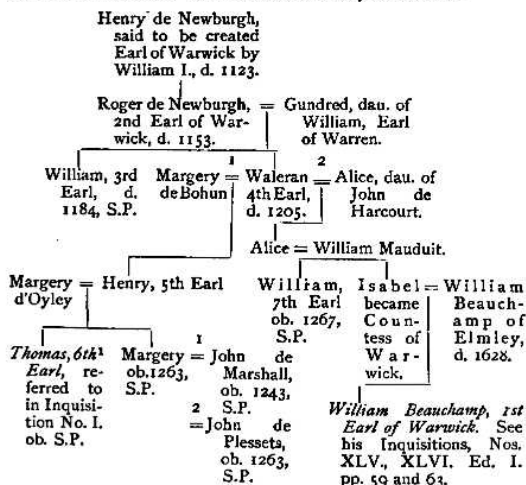 Henry de Newburgh,
said to be created
Earl of Warwick by
William I., d. 1123.
Roger de Newburgh, = Gundred, dau. of
2nd Earl of War- William, Earl
wick, d. 1153. of Warren.
1 2
William, 3rd Margery = Waleran = Alice, dau. of
Earl, d. de Bohun 4th Earl, John de
1184, S.P. d. 1205. Harcourt.
Alice = William Mauduit.
Margery = Henry, 5th Earl William, Isabel = William
d'Oyley 7th Earl became Beauch-
ob. 1267, Coun- amp of
S.P. tess of Elmley,
War- d. 1628.
wick.
1
Thomas, 6th¹ Margery = John de
Earl, re- ob. 1263, Marshall,
ferred to S.P. ob. 1243,
in Inquisi- S.P.
2
tion No. I. =John de
ob. S.P. Plessets,
ob. 1263,
S.P.
William Beauchamp, 1st
Earl of Warwick. See
his Inquisitions, Nos.
XLV., XLVI. Ed. I.
pp. 59 and 63.